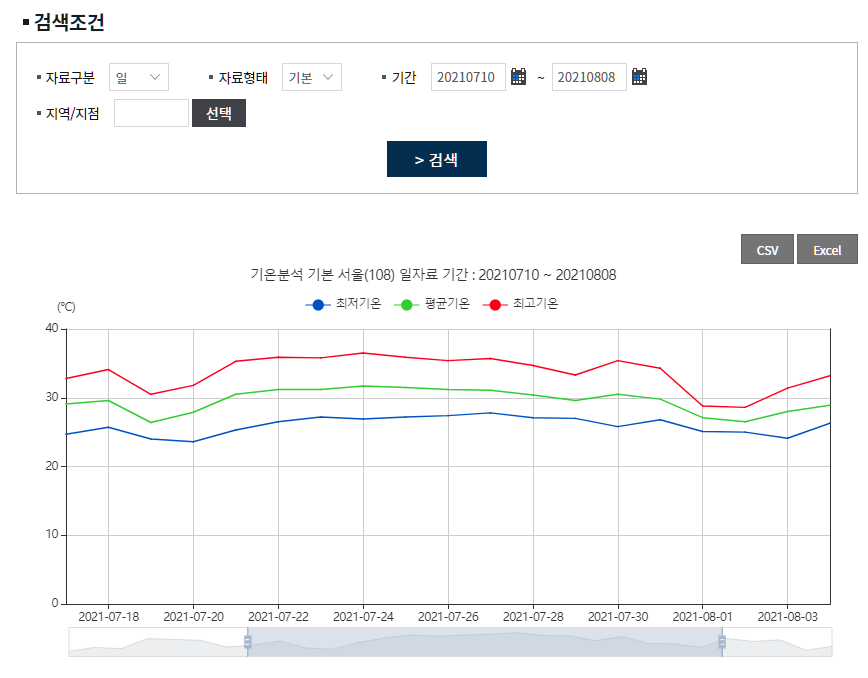 검색조건
자료구분 일 자료형태 기본 기간 20210710 ~ 20210808
지역/지점 선택
> 검색
CSV Excel
기온분석 기본 서울(108) 일자료 기간 : 20210710 ~ 20210808
최저기온 평균기온 최고기온
(℃)
40
30
20
10
0
2021-07-18 2021-07-20 2021-07-22 2021-07-24 2021-07-26 2021-07-28 2021-07-30 2021-08-01 2021-08-03